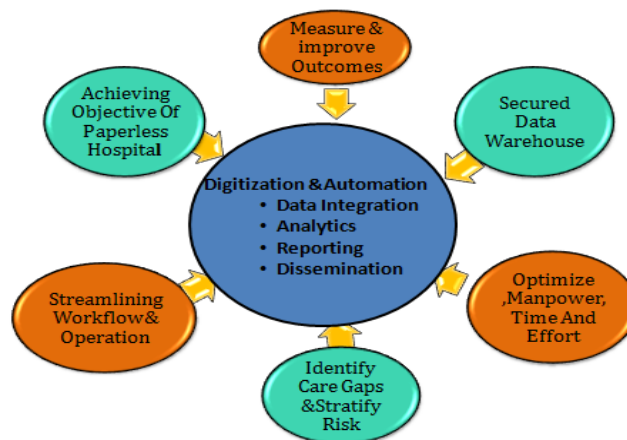 Measure &
improve
Outcomes
Achieving
Objective Of
Paperless
Hospital
Secured
Data
Warehouse
Digitization &Automation
• Data Integration
• Analytics
• Reporting
• Dissemination
Streamlining
Workflow&
Operation
Optimize
,Manpower,
Time And
Effort
Identify
Care Gaps
&Stratify
Risk